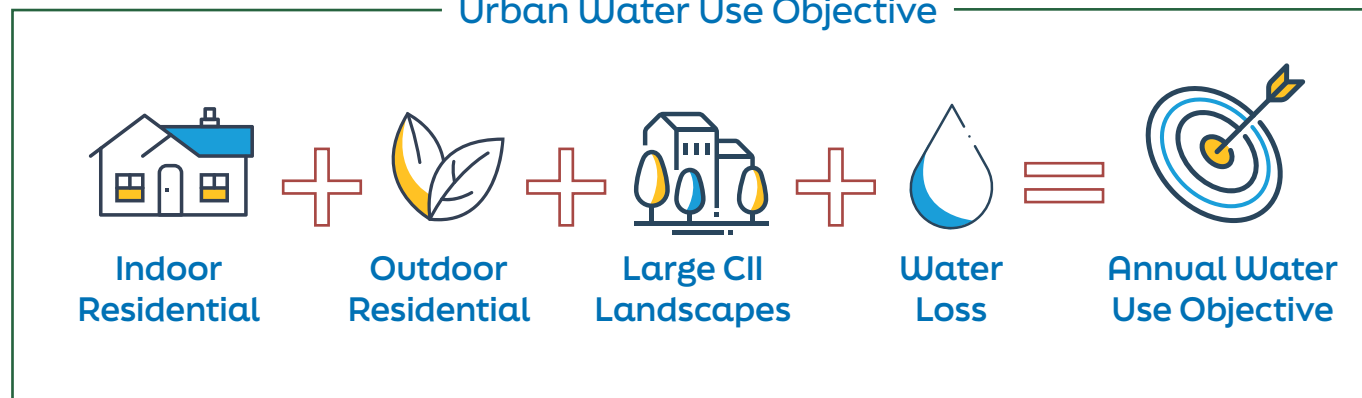 Urban Water Use Objective
Indoor
Residential
Outdoor
Residential
Large CII
Landscapes
Water
Loss
Annual Water
Use Objective